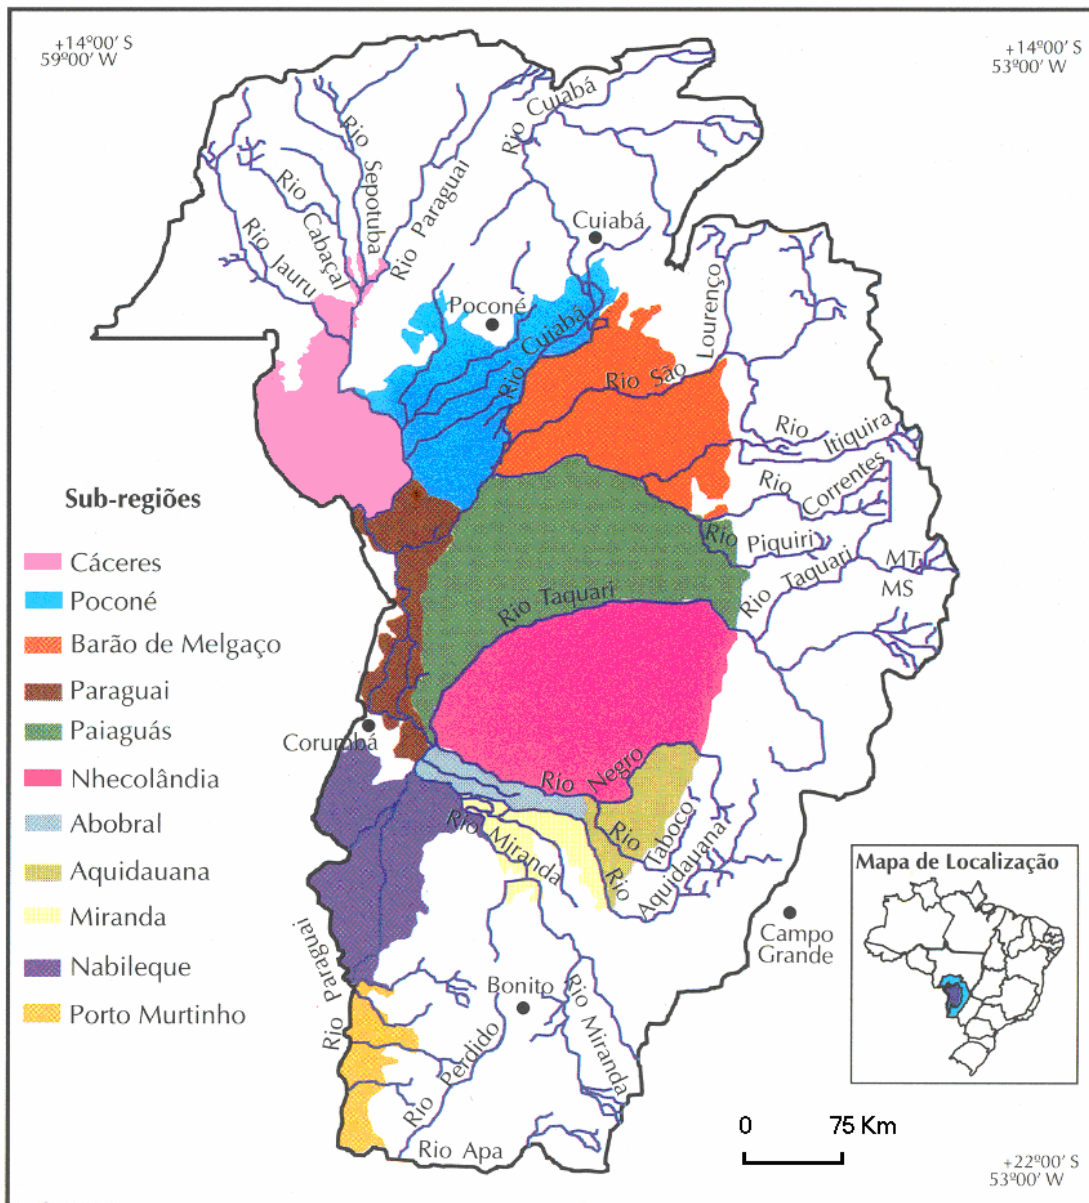 +14º00' S
59º00' W
+14º00' S
53º00' W
Rio Cuiabá
Rio Sepotuba
Rio Paraguai
Rio Cabaçal
Rio Jauru
Cuiabá
Poconé
Rio Cuiabá
Lourenço
Rio São
Rio Itiquira
Rio Correntes
Rio Piquiri
Rio Taquari
MT
MS
Rio Taquari
Sub-regiões
Cáceres
Poconé
Barão de Melgaço
Paraguai
Paiaguás
Nhecolândia
Abobral
Aquidauana
Miranda
Nabileque
Porto Murtinho
Corumbá
Rio Negro
Rio Taboco
Rio Miranda
Rio Aquidauana
Campo
Grande
Rio Paraguai
Bonito
Rio Miranda
Rio Perdido
Rio Apa
Mapa de Localização
0 75 Km
+22º00' S
53º00' W